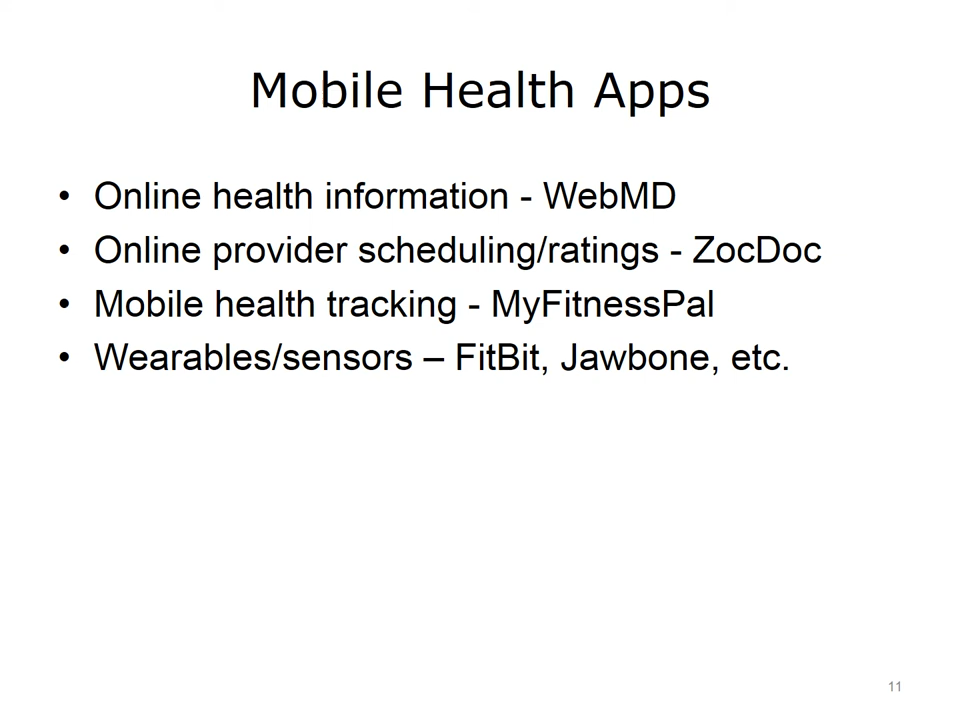 Mobile Health Apps
• Online health information - WebMD
• Online provider scheduling/ratings - ZocDoc
• Mobile health tracking - MyFitnessPal
• Wearables/sensors – FitBit, Jawbone, etc.
11